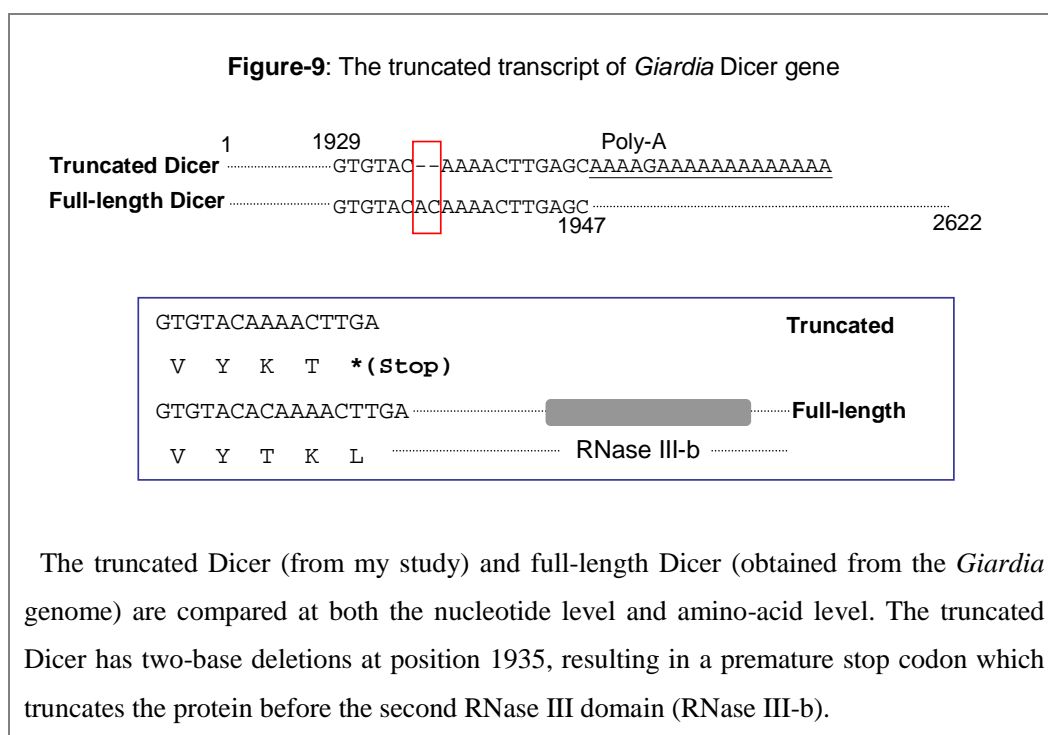 Figure-9: The truncated transcript of Giardia Dicer gene
1 1929 Poly-A
Truncated Dicer GTGTAC--AAAACTTGAGCAAAAGAAAAAAAAAAAAAA
Full-length Dicer GTGTACACAAAACTTGAGC
1947 2622
GTGTACAAAACTTGA Truncated
V Y K T *(Stop)
GTGTACACAAAACTTGA Full-length
V Y T K L RNase III-b
The truncated Dicer (from my study) and full-length Dicer (obtained from the Giardia
genome) are compared at both the nucleotide level and amino-acid level. The truncated
Dicer has two-base deletions at position 1935, resulting in a premature stop codon which
truncates the protein before the second RNase III domain (RNase III-b).